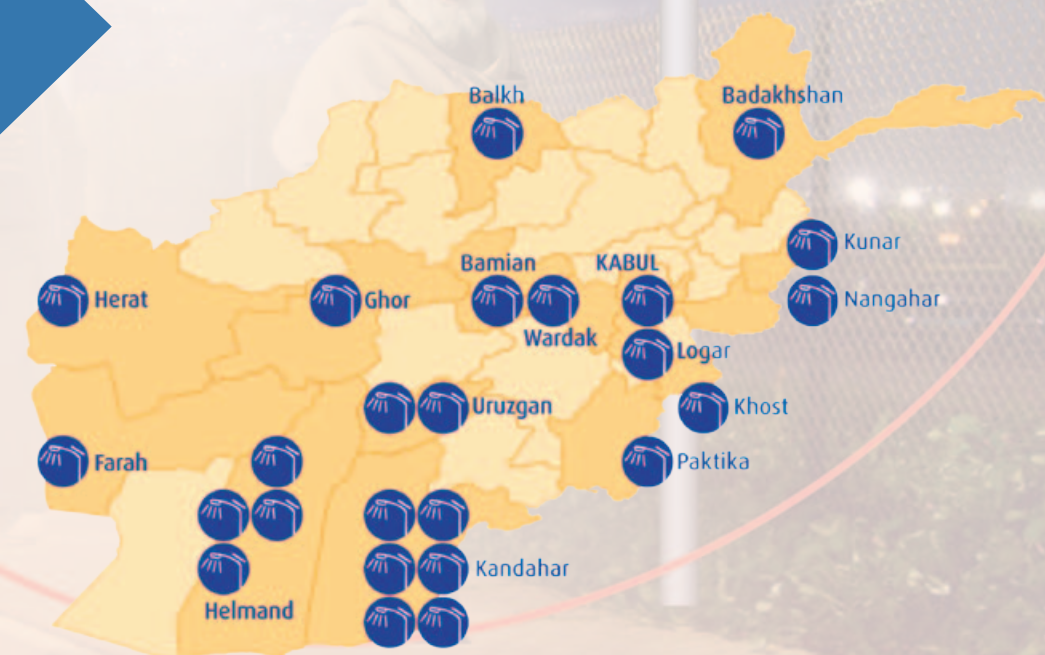 Balkh
Badakhshan
Kunar
Bamian
KABUL
Herat
Ghor
Nangahar
Wardak
Logar
Uruzgan
Khost
Farah
Paktika
Kandahar
Helmand